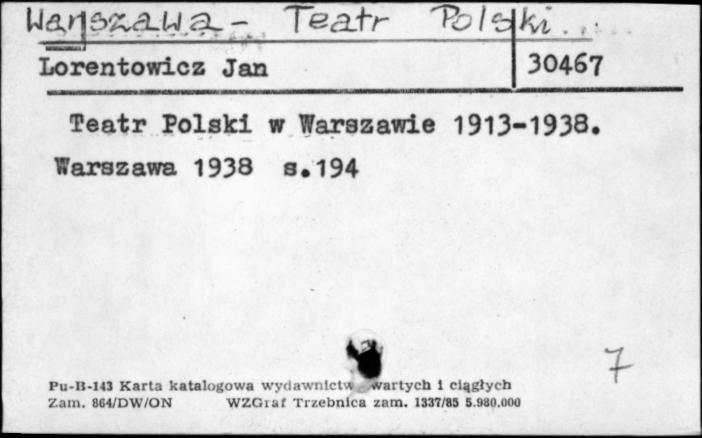 Warszawa - Teatr Polski
Lorentowicz Jan 30467
Teatr Polski w Warszawie 1913-1938.
Warszawa 1938 s.194
7
Pu-B-143 Karta katalogowa wydawnictw wartych i ciągłych
Zam. 864/DW/ON WZGraf Trzebnica zam. 1337/85 5.980.000